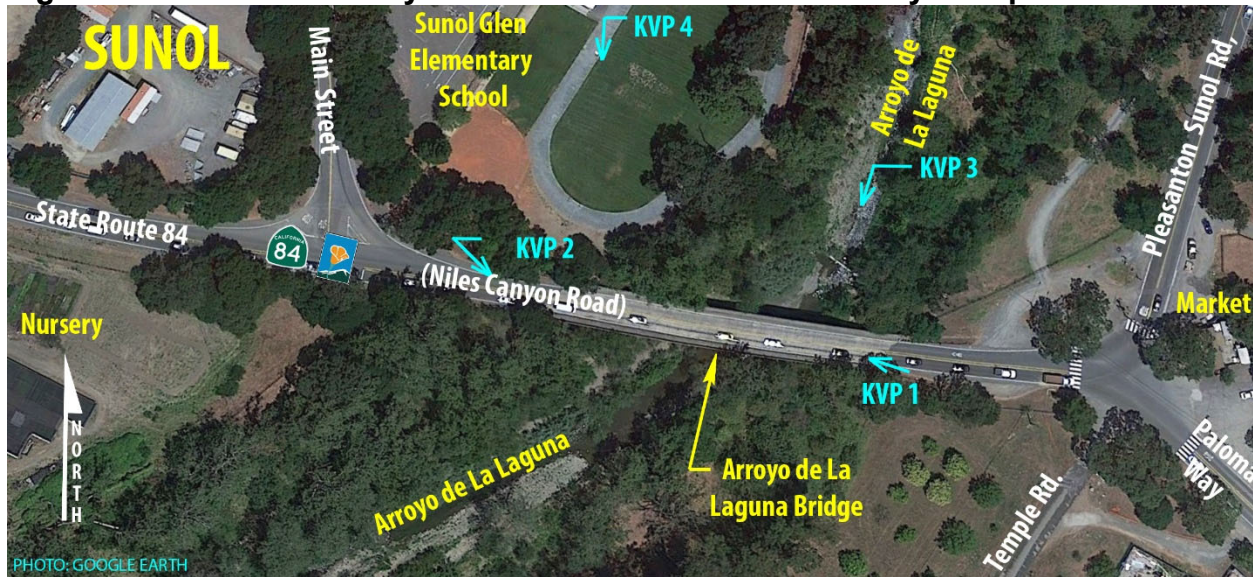 SUNOL
Main Street
Sunol Glen
Elementary
School
KVP 4
Arroyo de
La Laguna
Pleasanton Sunol Rd,
KVP 3
State Route 84
CALIFORNIA
84
KVP 2
(Niles Canyon Road)
Market
Nursery
KVP 1
NORTH
Arroyo de La Laguna
Arroyo de La
Laguna Bridge
Temple Rd.
Paloma
Way
PHOTO: GOOGLE EARTH